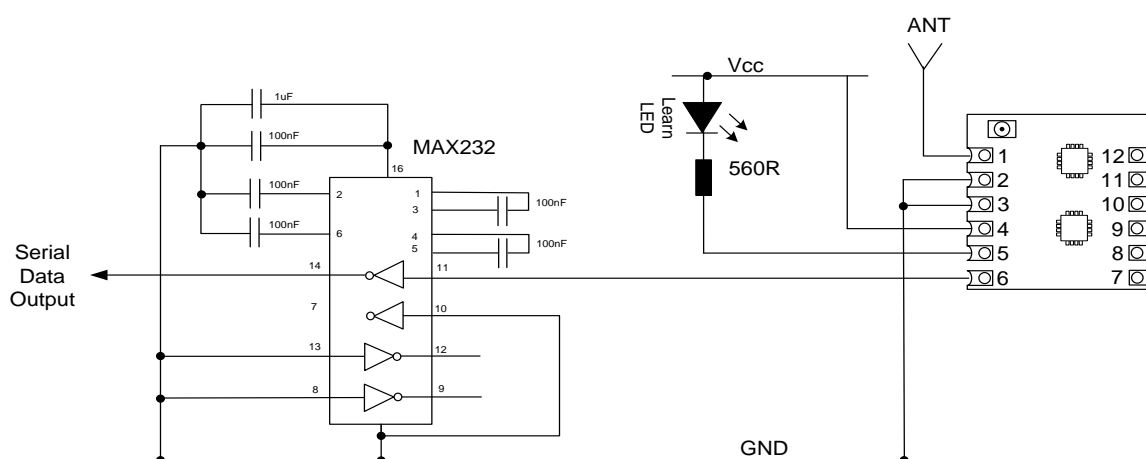 ANT
Vcc
Learn
LED
560R
1uF
100nF
MAX232
16
100nF
2
1
3
100nF
100nF
6
4
5
100nF
Serial
Data
Output
14
11
7
10
13
12
8
9
GND
1
2
3
4
5
6
12
11
10
9
8
7